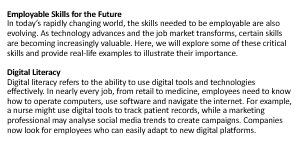 Employable Skills for the Future
In today's rapidly changing world, the skills needed to be employable are also
evolving. As technology advances and the job market transforms, certain skills
are becoming increasingly valuable. Here, we will explore some of these critical
skills and provide real-life examples to illustrate their importance.
Digital Literacy
Digital literacy refers to the ability to use digital tools and technologies
effectively. In nearly every job, from retail to medicine, employees need to know
how to operate computers, use software and navigate the internet. For example,
a nurse might use digital tools to track patient records, while a marketing
professional may analyse social media trends to create campaigns. Companies
now look for employees who can easily adapt to new digital platforms.